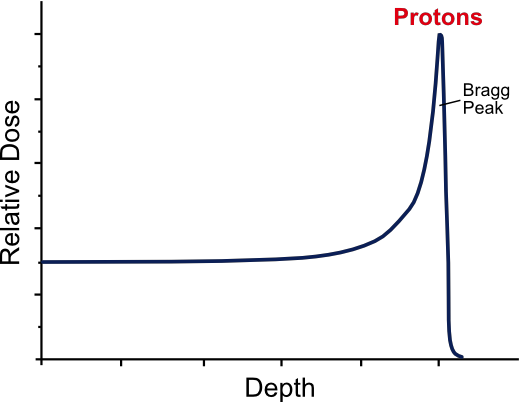 Protons
Bragg
Peak
Relative Dose
Depth